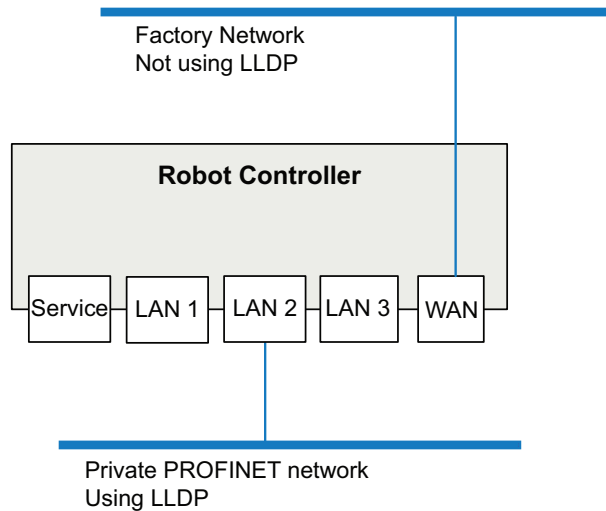 Factory Network
Not using LLDP
Robot Controller
Service LAN 1 LAN 2 LAN 3 WAN
Private PROFINET network
Using LLDP